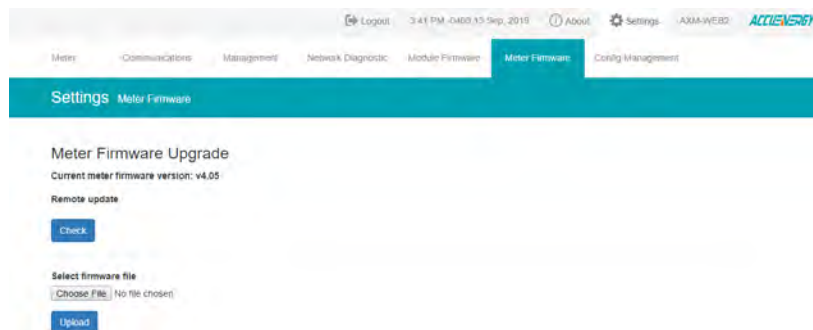 Logout 3:41 PM -0400 13 Sep, 2019 About Settings AXM-WEB2 ACCUENERGY
Meter Communications Management Network Diagnostic Module Firmware Meter Firmware Config Management
Settings Meter Firmware
Meter Firmware Upgrade
Current meter firmware version: v4.05
Remote update
Check
Select firmware file
Choose File No file chosen
Upload